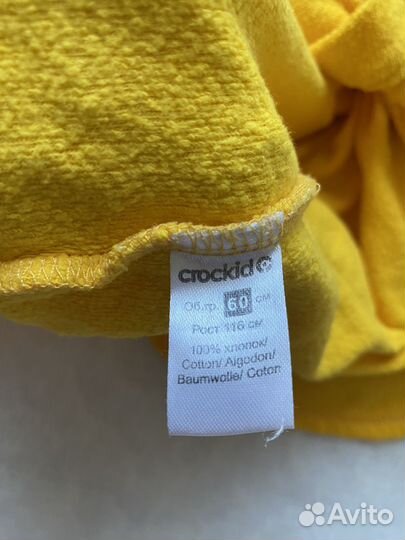 crockid
Об.гр. 60 см
Рост 116 см
100% хлопок/
Cotton/ Algodon/
Baumwolle/ Coton
Avito